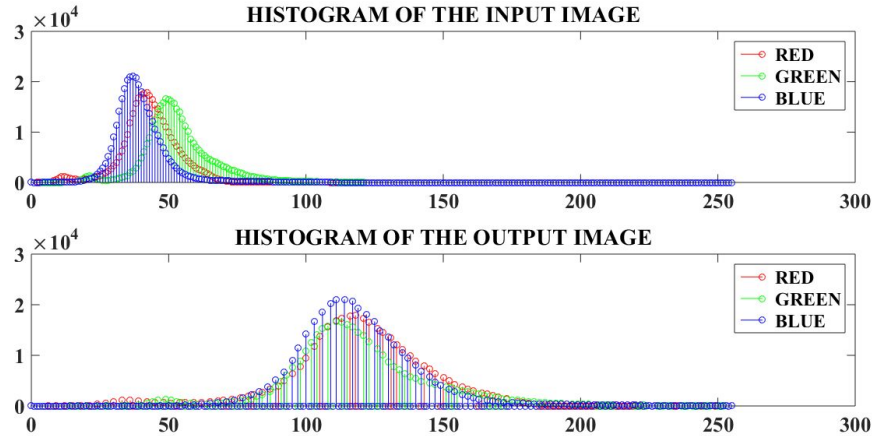 HISTOGRAM OF THE INPUT IMAGE
3 × 10⁴
2
1
0
0 50 100 150 200 250 300
RED
GREEN
BLUE
HISTOGRAM OF THE OUTPUT IMAGE
3 × 10⁴
2
1
0
0 50 100 150 200 250 300
RED
GREEN
BLUE